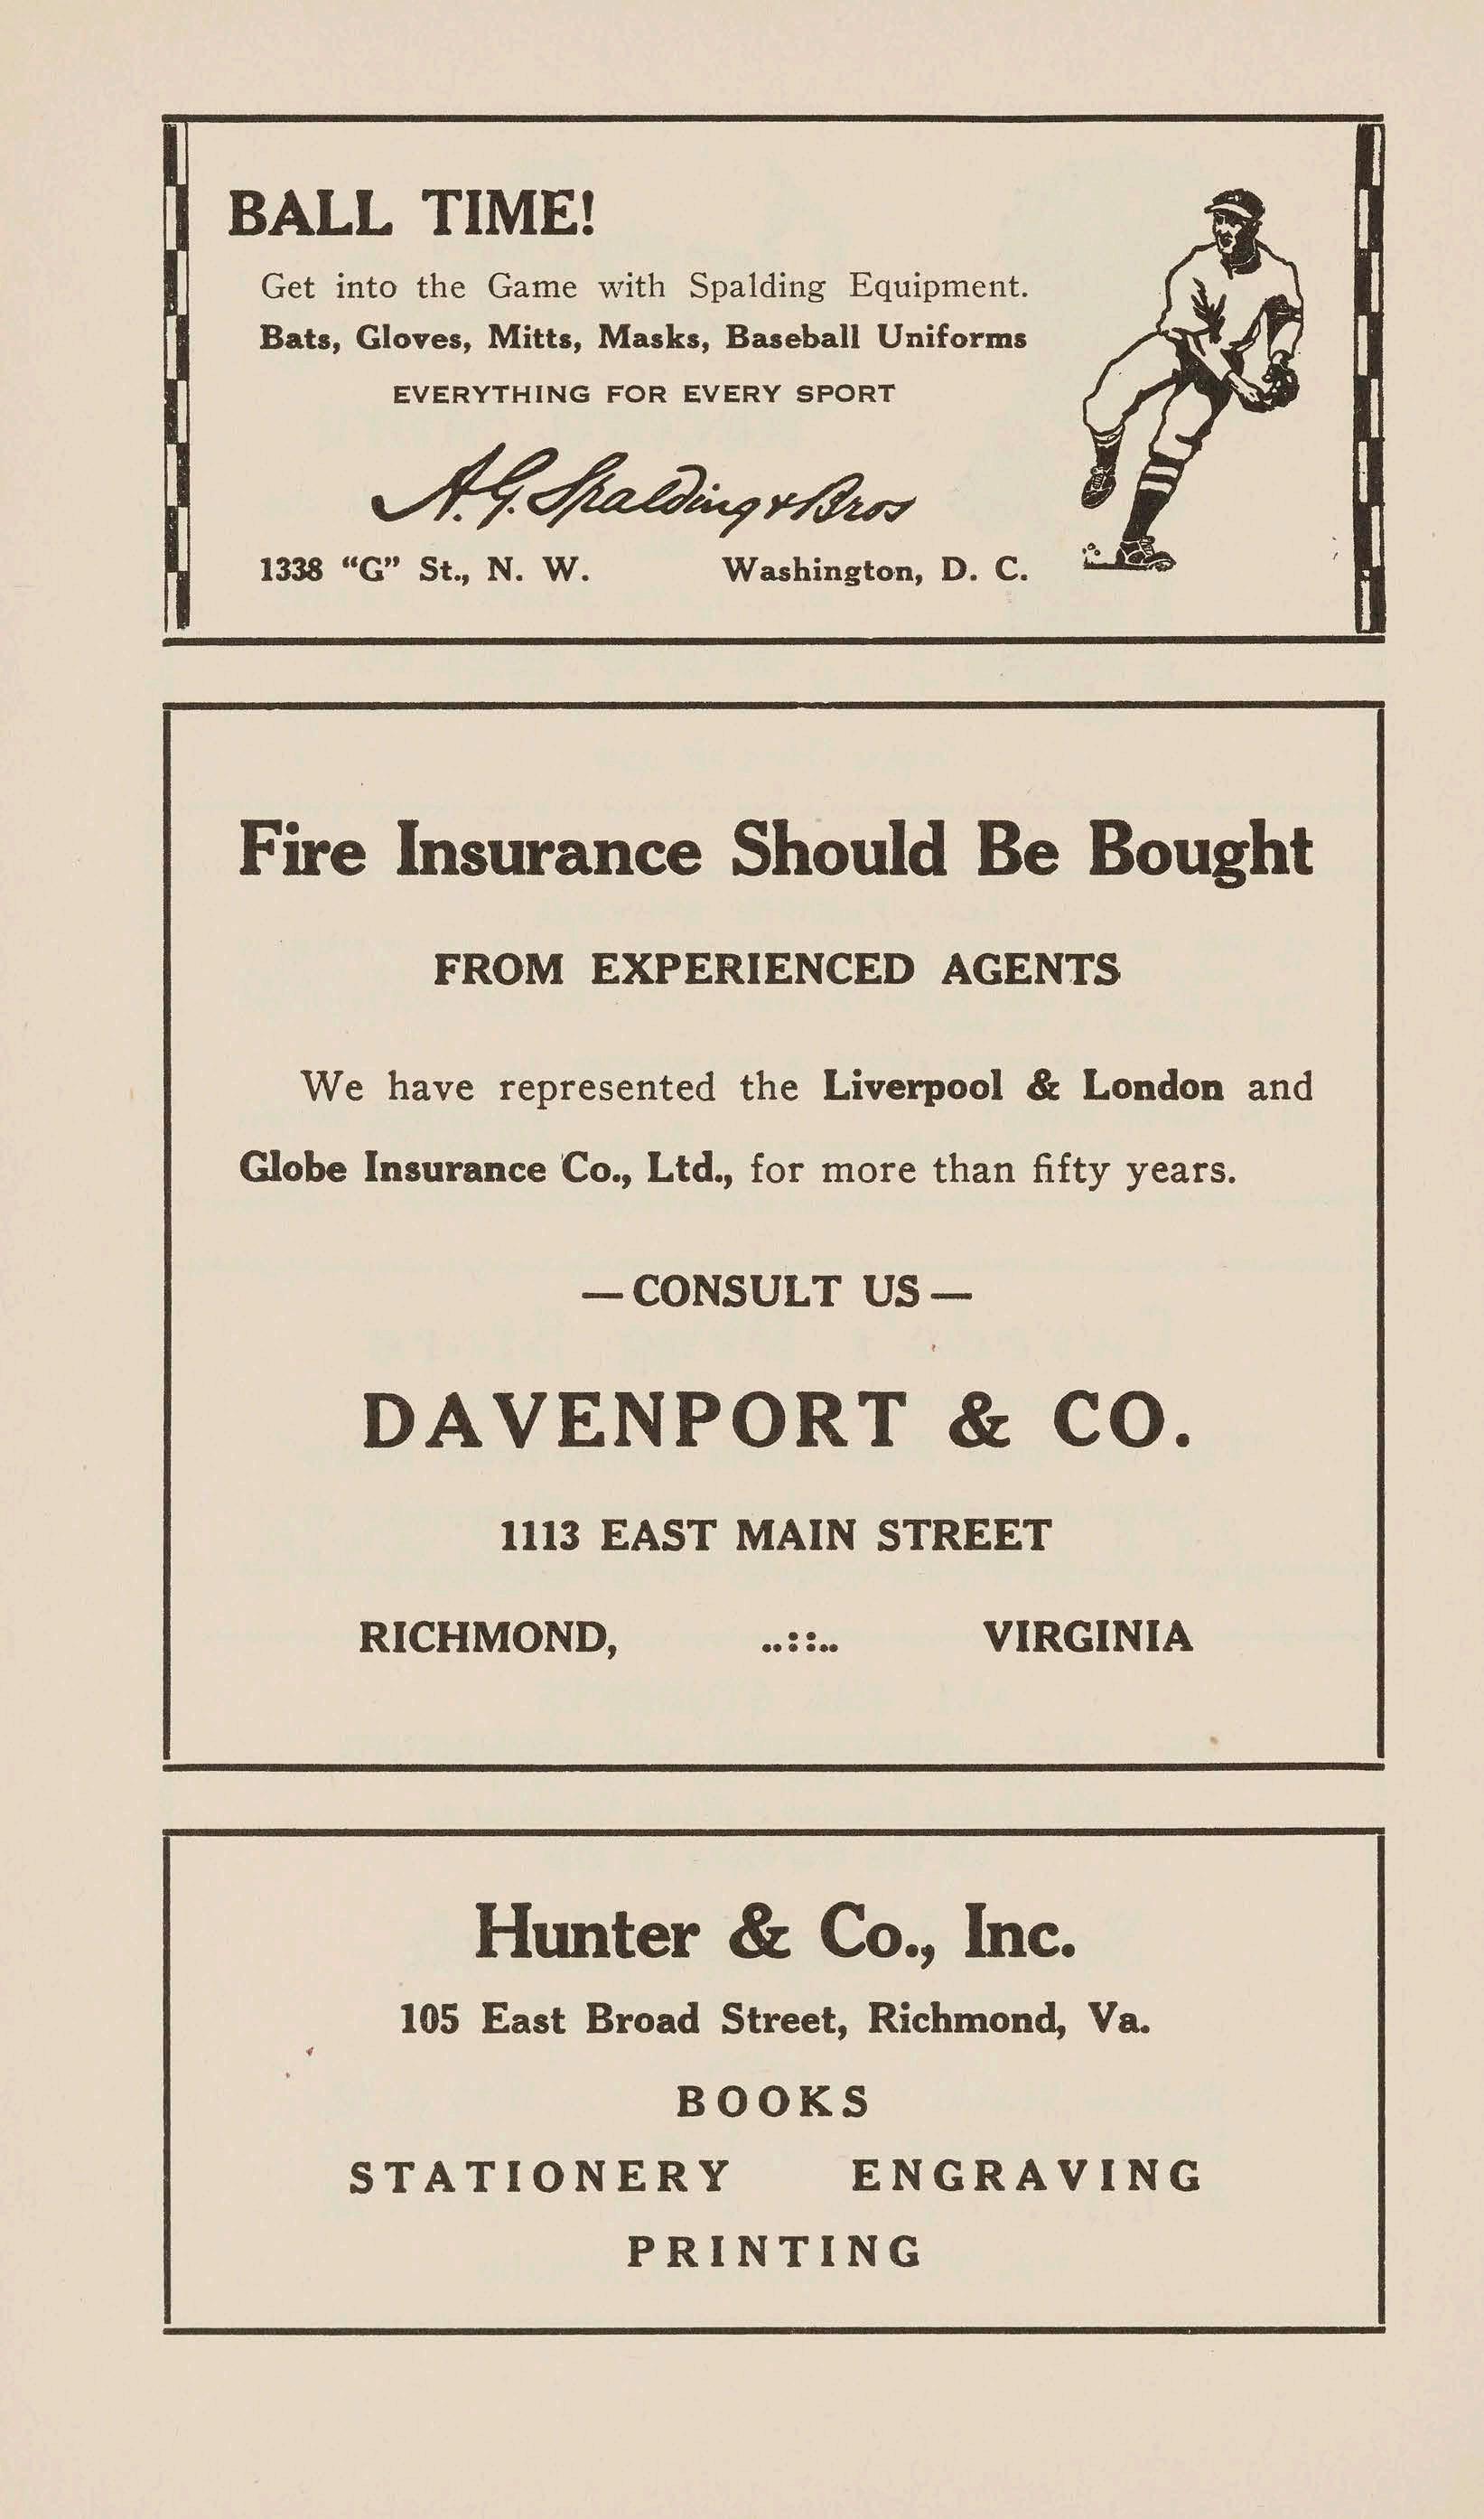 BALL TIME!
Get into the Game with Spalding Equipment.
Bats, Gloves, Mitts, Masks, Baseball Uniforms
EVERYTHING FOR EVERY SPORT
A. G. Spalding & Bros
1338 “G” St., N. W. Washington, D. C.
Fire Insurance Should Be Bought
FROM EXPERIENCED AGENTS
We have represented the Liverpool & London and
Globe Insurance Co., Ltd., for more than fifty years.
—CONSULT US—
DAVENPORT & CO.
1113 EAST MAIN STREET
RICHMOND, ..::.. VIRGINIA
Hunter & Co., Inc.
105 East Broad Street, Richmond, Va.
BOOKS
STATIONERY ENGRAVING
PRINTING